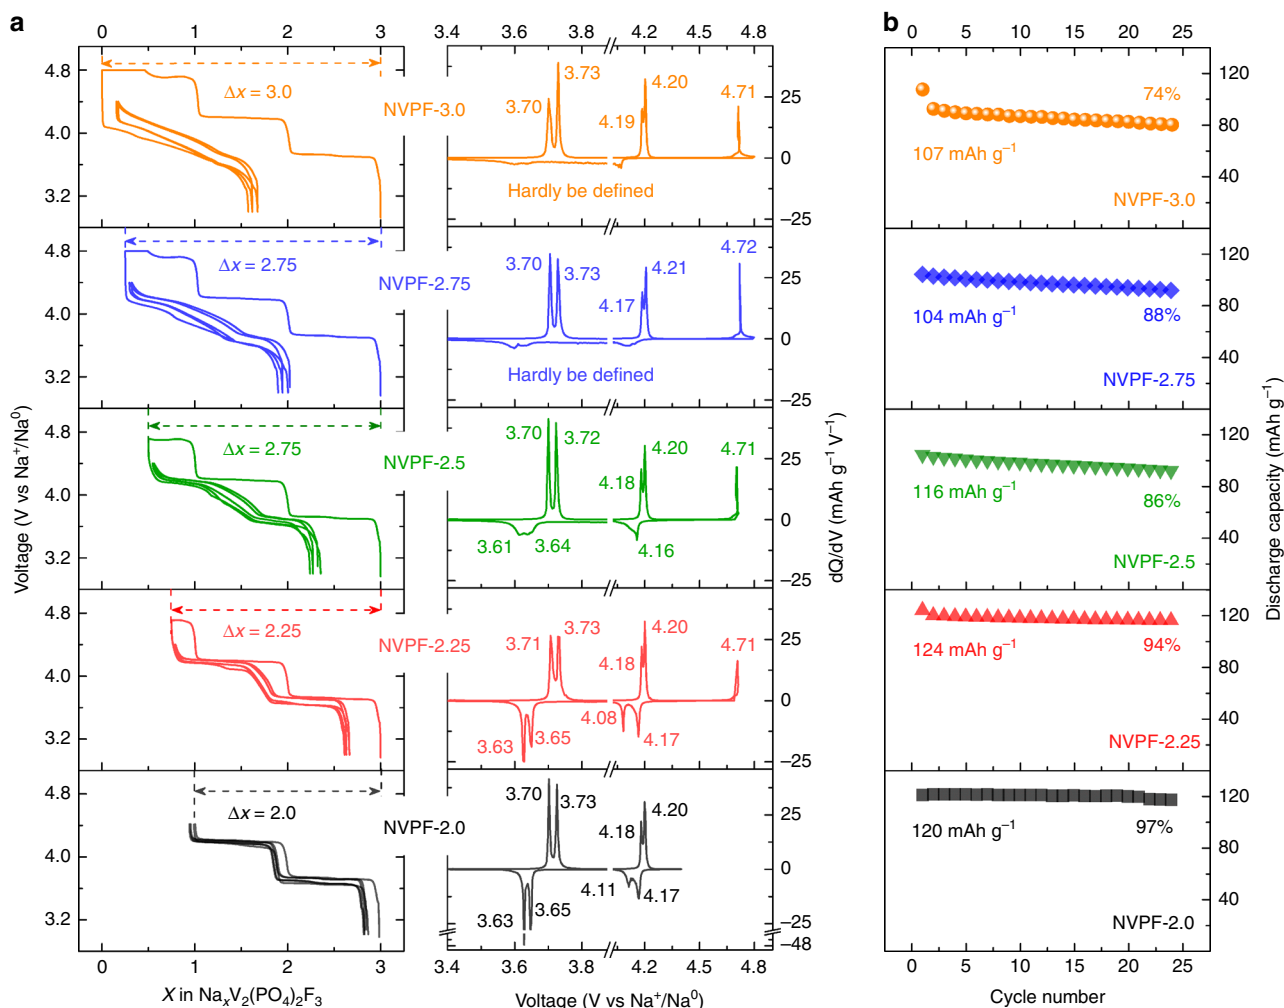 a
b
0 1 2 3
3.4 3.6 3.8 4.2 4.5 4.8
0 5 10 15 20 25
Voltage (V vs Na⁺/Na⁰)
4.8
4.0
3.2
Δx = 3.0
NVPF-3.0
3.70
3.73
4.19
4.20
4.71
Hardly be defined
25
0
−25
74%
107 mAh g⁻¹
NVPF-3.0
120
80
40
4.8
4.0
3.2
Δx = 2.75
NVPF-2.75
3.70
3.73
4.17
4.21
4.72
Hardly be defined
25
0
−25
104 mAh g⁻¹
88%
NVPF-2.75
120
80
40
4.8
4.0
3.2
Δx = 2.75
NVPF-2.5
3.70
3.72
4.18
4.20
4.71
3.61
3.64
4.16
25
0
−25
116 mAh g⁻¹
86%
NVPF-2.5
120
80
40
4.8
4.0
3.2
Δx = 2.25
NVPF-2.25
3.71
3.73
4.18
4.20
4.71
4.08
3.63
3.65
4.17
25
0
−25
124 mAh g⁻¹
94%
NVPF-2.25
120
80
40
4.8
4.0
3.2
Δx = 2.0
NVPF-2.0
3.70
3.73
4.18
4.20
4.11
3.63
3.65
4.17
25
0
−25
−48
120 mAh g⁻¹
97%
NVPF-2.0
120
80
40
dQ/dV (mAh g⁻¹ V⁻¹)
Discharge capacity (mAh g⁻¹)
0 1 2 3
3.4 3.6 3.8 4.2 4.5 4.8
0 5 10 15 20 25
X in NaₓV₂(PO₄)₂F₃
Voltage (V vs Na⁺/Na⁰)
Cycle number